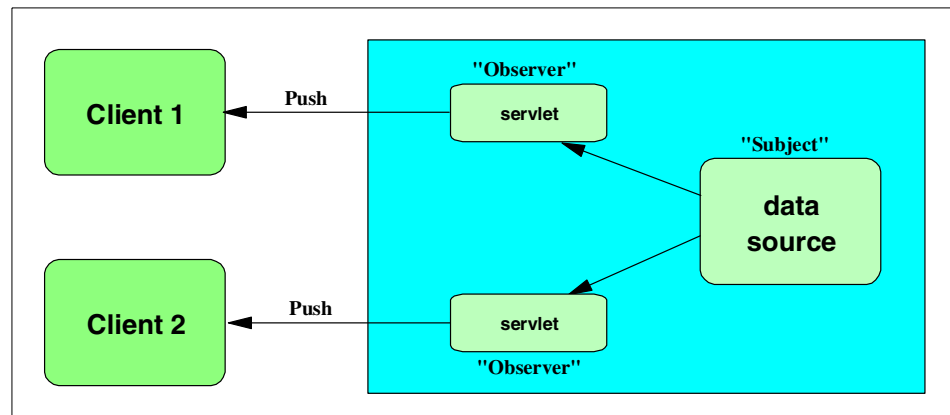 "Observer"
Client 1
Push
servlet
"Subject"
data
source
Client 2
Push
servlet
"Observer"